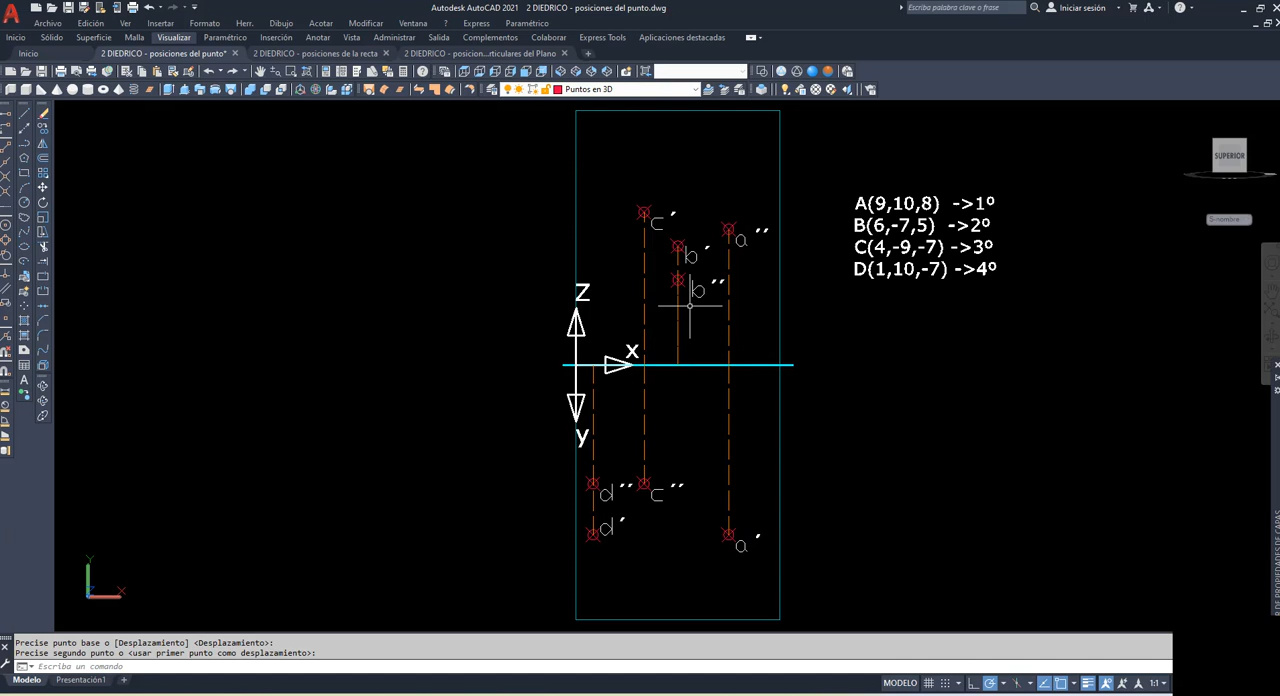 Autodesk AutoCAD 2021 2 DIEDRICO - posiciones del punto.dwg
Escriba palabra clave o frase
Iniciar sesión
Archivo Edición Ver Insertar Formato Herr. Dibujo Acotar Modificar Ventana ? Express Paramétrico
Inicio Sólido Superficie Malla Visualizar Paramétrico Inserción Anotar Vista Administrar Salida Complementos Colaborar Express Tools Aplicaciones destacadas
Inicio 2 DIEDRICO - posiciones del punto* 2 DIEDRICO - posiciones de la recta 2 DIEDRICO - posicion...rticulares del Plano
Puntos en 3D
SUPERIOR
A(9,10,8) ->1º
S-nombre
c´
B(6,-7,5) ->2º
a´´
C(4,-9,-7) ->3º
b´
D(1,10,-7) ->4º
b´´
Z
x
y
d´´ c´´
d´
a´
Y
X
Precise punto base o [Desplazamiento] <Desplazamiento>:
Precise segundo punto o <usar primer punto como desplazamiento>:
Escriba un comando
Modelo Presentación1 +
MODELO
1:1